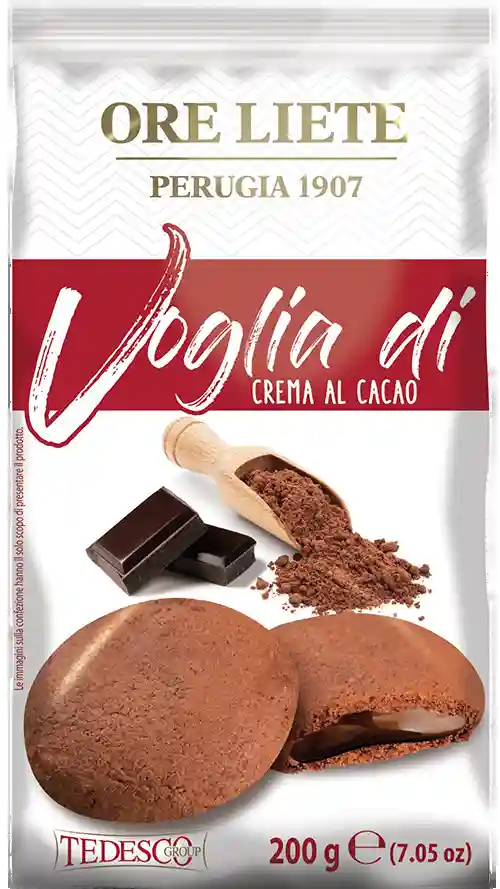 ORE LIETE
PERUGIA 1907
Voglia di
CREMA AL CACAO
Le immagini sulla confezione hanno il solo scopo di presentare il prodotto.
TEDESCO
GROUP
200 g ℮ (7.05 oz)